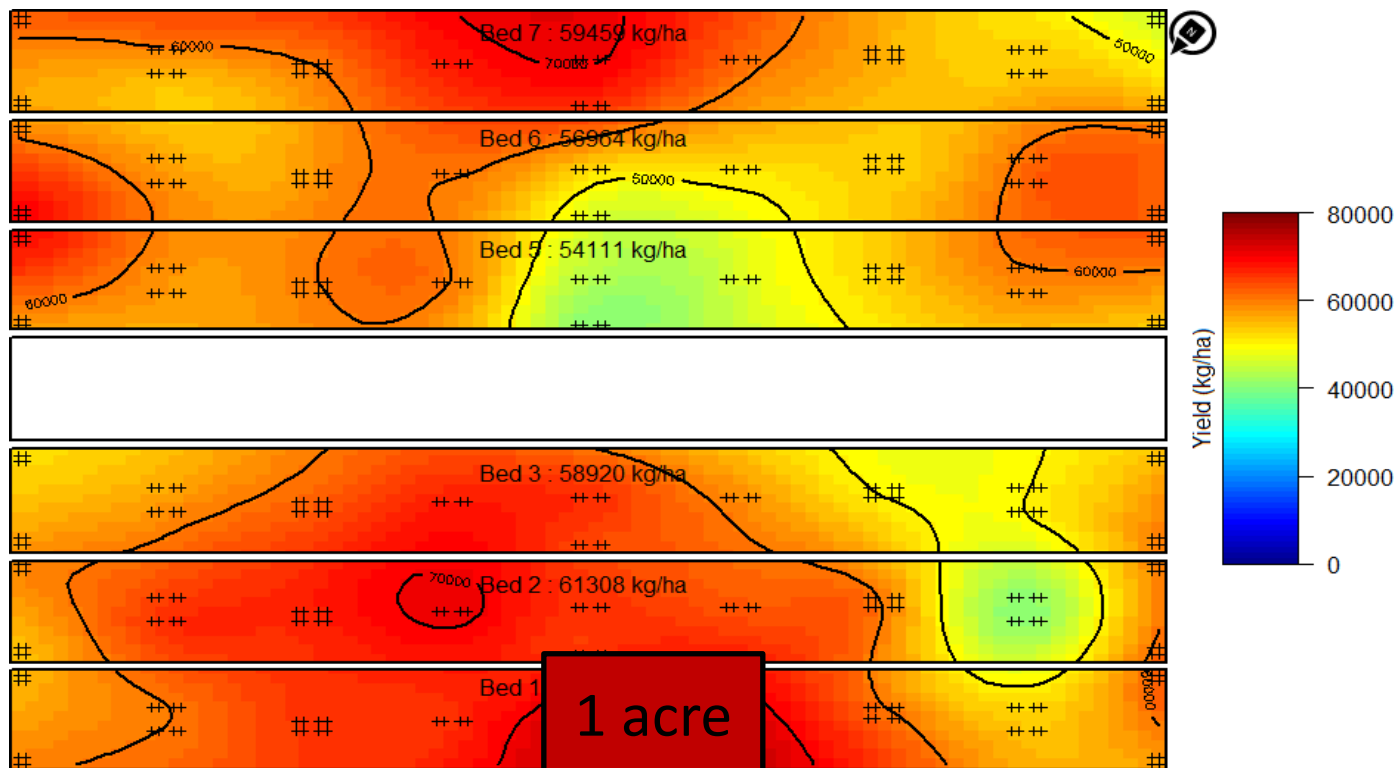 Bed 7 : 59459 kg/ha
N
60000
70000
50000
Bed 6 : 56964 kg/ha
50000
Bed 5 : 54111 kg/ha
60000
60000
Yield (kg/ha)
80000
60000
40000
20000
0
Bed 3 : 58920 kg/ha
Bed 2 : 61308 kg/ha
70000
Bed 1
1 acre